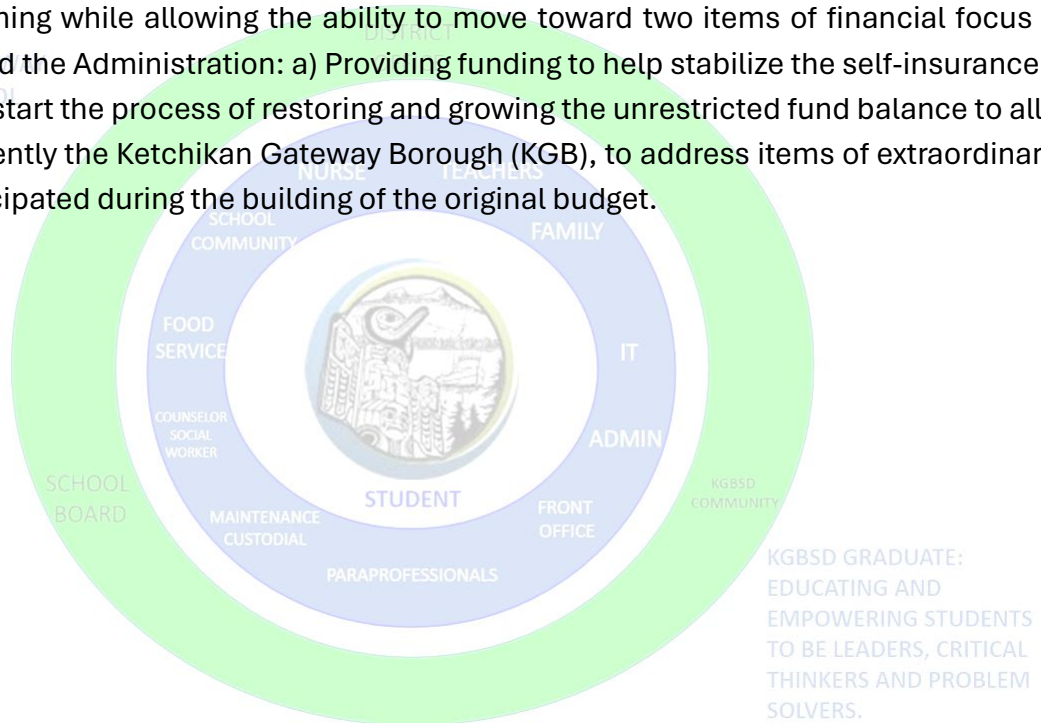 ning while allowing the ability to move toward two items of financial focus
d the Administration: a) Providing funding to help stabilize the self-insurance
start the process of restoring and growing the unrestricted fund balance to all
ently the Ketchikan Gateway Borough (KGB), to address items of extraordinar
cipated during the building of the original budget.
DISTRICT
NURSE
TEACHERS
SCHOOL
COMMUNITY
FAMILY
FOOD
SERVICE
IT
COUNSELOR
SOCIAL
WORKER
ADMIN
SCHOOL
BOARD
STUDENT
KGBSD
COMMUNITY
MAINTENANCE
CUSTODIAL
FRONT
OFFICE
PARAPROFESSIONALS
KGBSD GRADUATE:
EDUCATING AND
EMPOWERING STUDENTS
TO BE LEADERS, CRITICAL
THINKERS AND PROBLEM
SOLVERS.